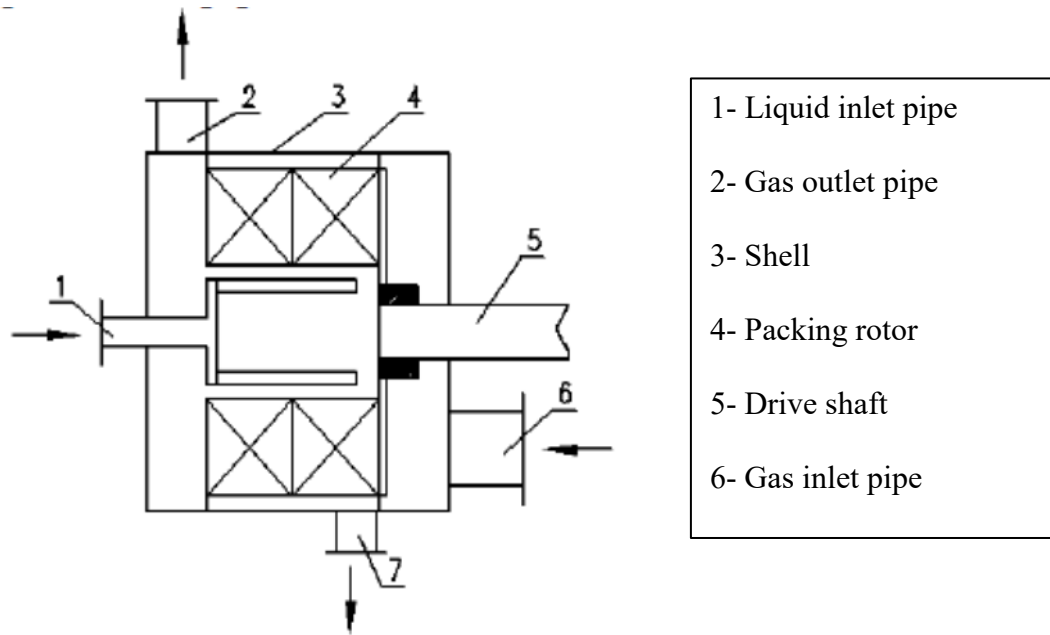 2
3
4
5
1
6
7
1- Liquid inlet pipe
2- Gas outlet pipe
3- Shell
4- Packing rotor
5- Drive shaft
6- Gas inlet pipe